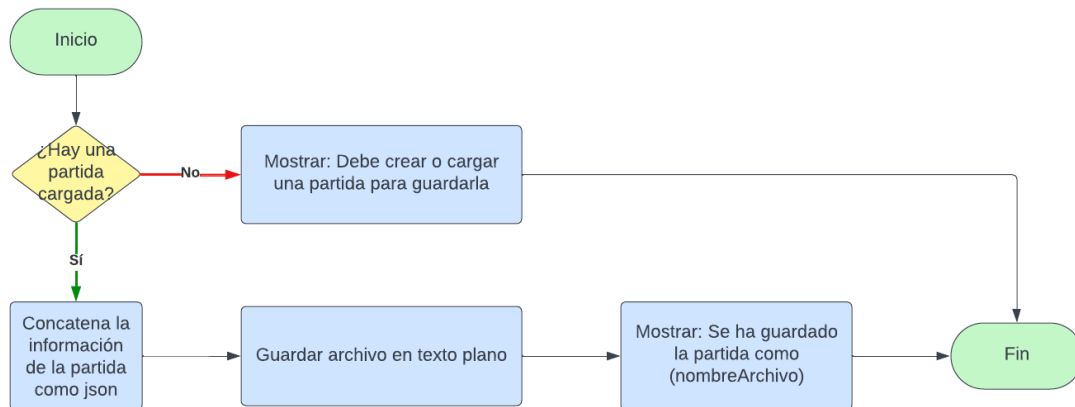 Inicio
¿Hay una
partida
cargada?
No
Mostrar: Debe crear o cargar
una partida para guardarla
Sí
Concatena la
información
de la partida
como json
Guardar archivo en texto plano
Mostrar: Se ha guardado
la partida como
(nombreArchivo)
Fin